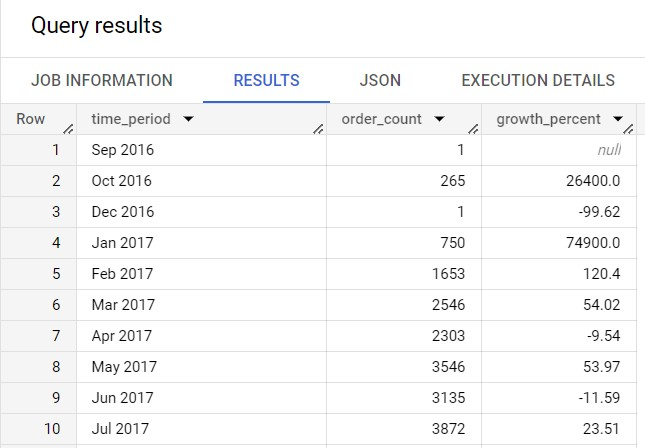 Query results
JOB INFORMATION RESULTS JSON EXECUTION DETAILS
Row time_period order_count growth_percent
1 Sep 2016 1 null
2 Oct 2016 265 26400.0
3 Dec 2016 1 -99.62
4 Jan 2017 750 74900.0
5 Feb 2017 1653 120.4
6 Mar 2017 2546 54.02
7 Apr 2017 2303 -9.54
8 May 2017 3546 53.97
9 Jun 2017 3135 -11.59
10 Jul 2017 3872 23.51